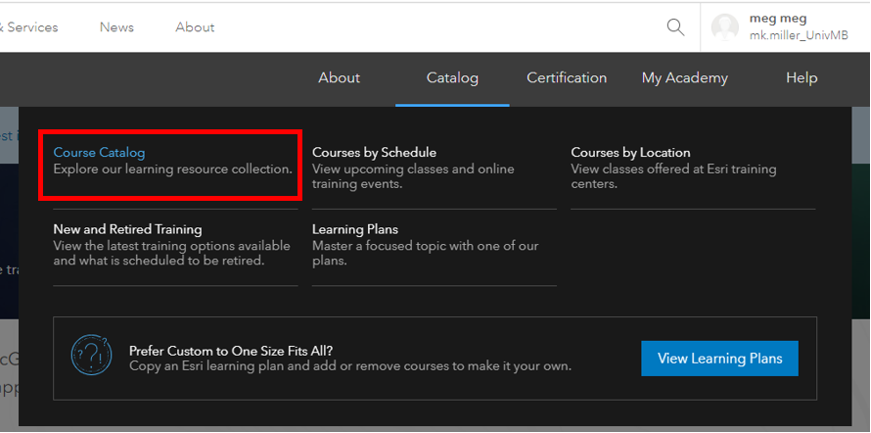 & Services News About meg meg
mk.miller_UnivMB
About Catalog Certification My Academy Help
est i
Course Catalog
Explore our learning resource collection.
Courses by Schedule
View upcoming classes and online
training events.
Courses by Location
View classes offered at Esri training
centers.
New and Retired Training
View the latest training options available
and what is scheduled to be retired.
Learning Plans
Master a focused topic with one of our
plans.
e tra
Prefer Custom to One Size Fits All?
Copy an Esri learning plan and add or remove courses to make it your own.
View Learning Plans
cG
app